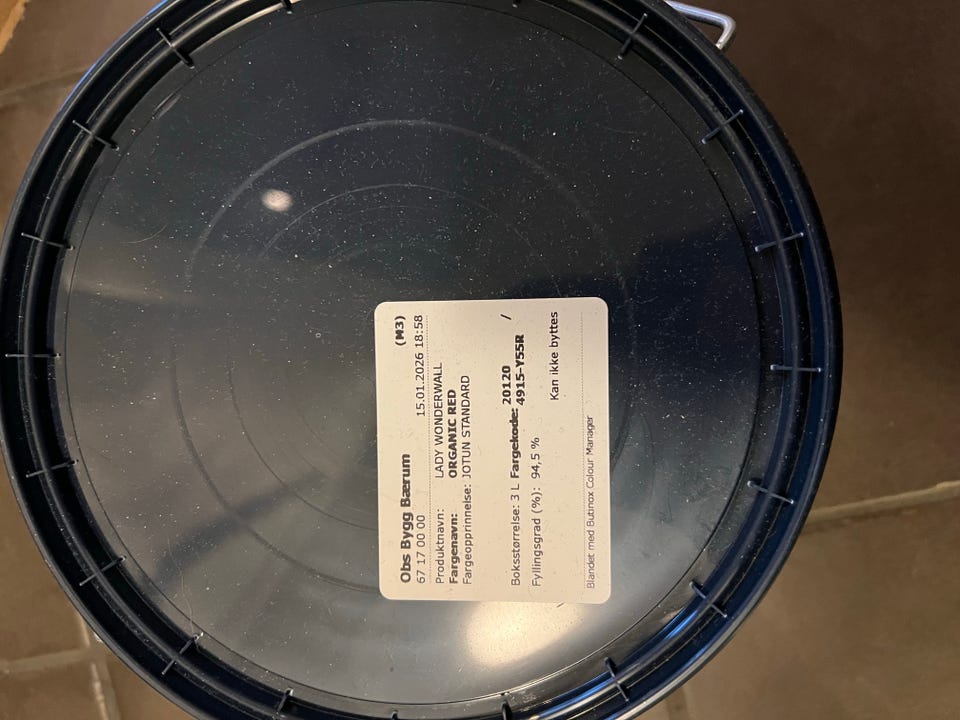 Obs Bygg Bærum (M3)
67 17 00 00 15.01.2026 18:58
Produktnavn: LADY WONDERWALL
Fargenavn: ORGANIC RED
Fargeopprinnelse: JOTUN STANDARD
Boksstørrelse: 3 L Fargekode: 20120 /
4915-Y55R
Fyllingsgrad (%): 94,5 %
Kan ikke byttes
Blandet med Butinox Colour Manager